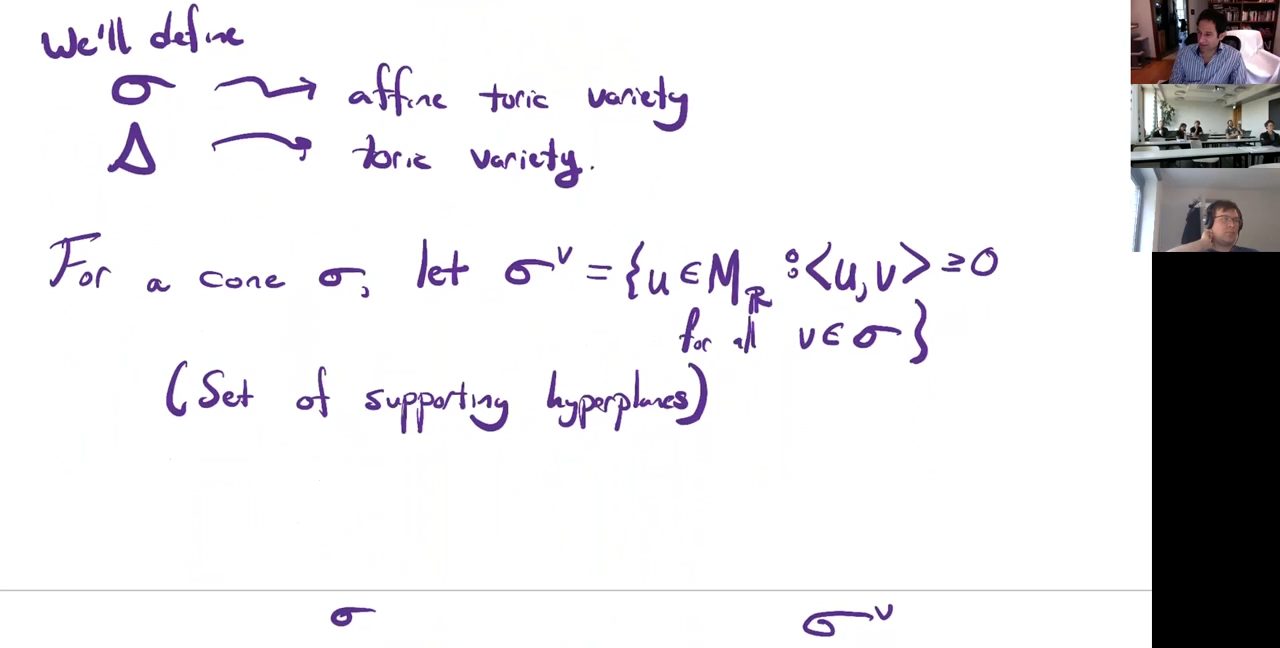 We'll define
σ ⇝ affine toric variety
Δ → toric variety.
For a cone σ, let σ^∨ = {u ∈ M_ℝ : <u, v> ≥ 0
for all v ∈ σ}
(Set of supporting hyperplanes)
σ σ^∨